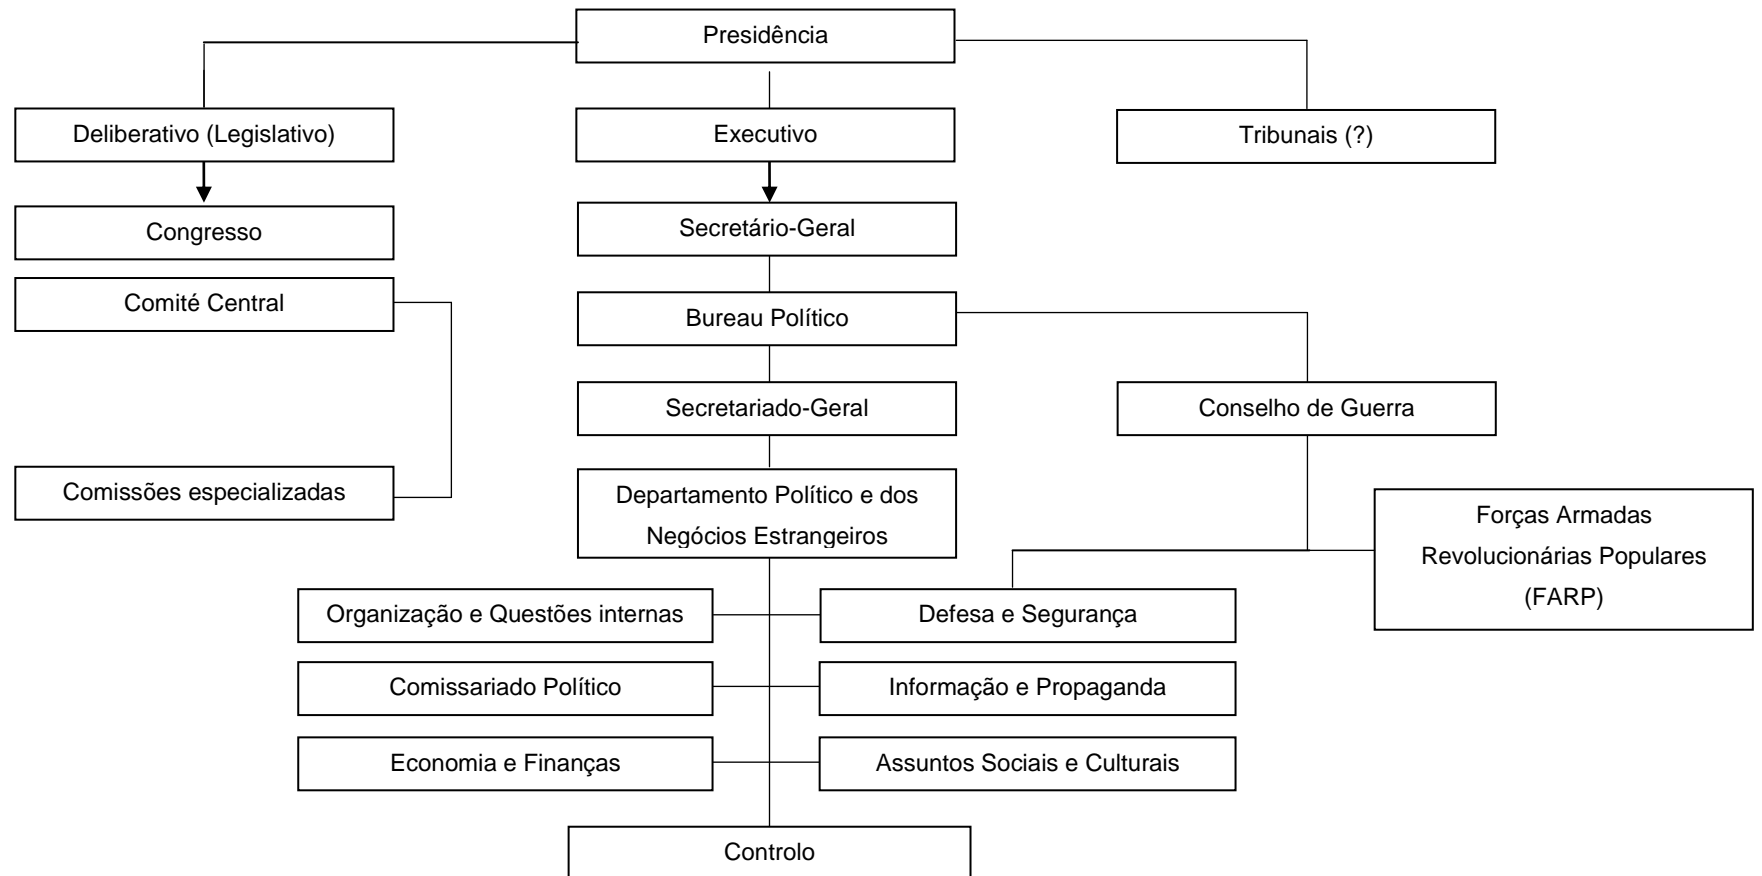 Presidência
Deliberativo (Legislativo)
Executivo
Tribunais (?)
Congresso
Secretário-Geral
Comité Central
Bureau Político
Secretariado-Geral
Conselho de Guerra
Comissões especializadas
Departamento Político e dos
Negócios Estrangeiros
Forças Armadas
Revolucionárias Populares
(FARP)
Organização e Questões internas
Defesa e Segurança
Comissariado Político
Informação e Propaganda
Economia e Finanças
Assuntos Sociais e Culturais
Controlo